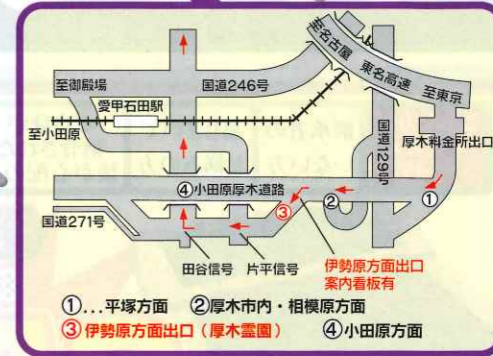 至名古屋
東名高速
至東京
至御殿場
国道246号
愛甲石田駅
至小田原
国道129号
厚木料金所出口
④小田原厚木道路
①
②
③
国道271号
田谷信号
片平信号
伊勢原方面出口
案内看板有
①…平塚方面 ②厚木市内・相模原方面
③伊勢原方面出口（厚木霊園） ④小田原方面